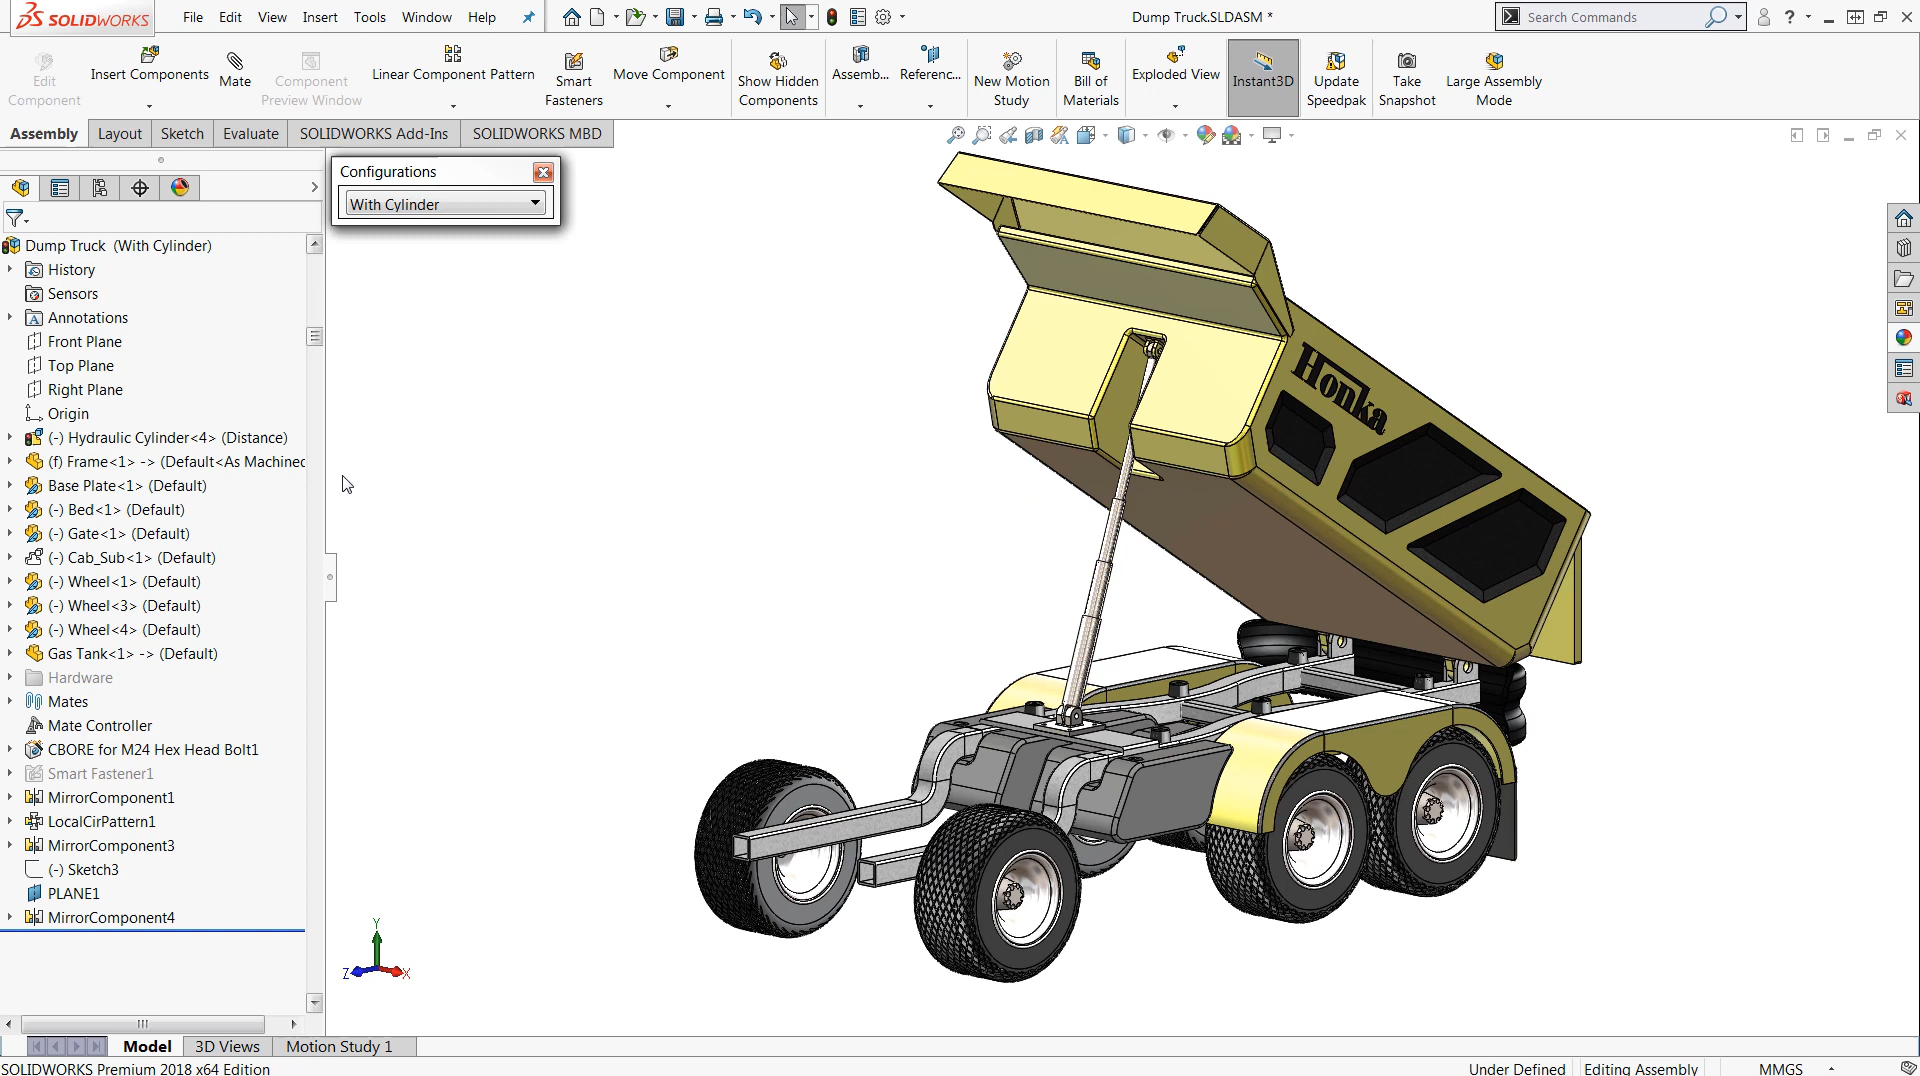 SOLIDWORKS
File Edit View Insert Tools Window Help
Dump Truck.SLDASM *
Search Commands
?
Edit Component
Insert Components
Mate
Component Preview Window
Linear Component Pattern
Smart Fasteners
Move Component
Show Hidden Components
Assemb...
Referenc...
New Motion Study
Bill of Materials
Exploded View
Instant3D
Update Speedpak
Take Snapshot
Large Assembly Mode
Assembly Layout Sketch Evaluate SOLIDWORKS Add-Ins SOLIDWORKS MBD
Configurations
With Cylinder
Dump Truck (With Cylinder)
History
Sensors
Annotations
Front Plane
Top Plane
Right Plane
Origin
(-) Hydraulic Cylinder<4> (Distance)
(f) Frame<1> -> (Default<As Machined
Base Plate<1> (Default)
(-) Bed<1> (Default)
(-) Gate<1> (Default)
(-) Cab_Sub<1> (Default)
(-) Wheel<1> (Default)
(-) Wheel<3> (Default)
(-) Wheel<4> (Default)
Gas Tank<1> -> (Default)
Hardware
Mates
Mate Controller
CBORE for M24 Hex Head Bolt1
Smart Fastener1
MirrorComponent1
LocalCirPattern1
MirrorComponent3
(-) Sketch3
PLANE1
MirrorComponent4
Honka
Y
Z
X
Model 3D Views Motion Study 1
SOLIDWORKS Premium 2018 x64 Edition
Under Defined Editing Assembly MMGS